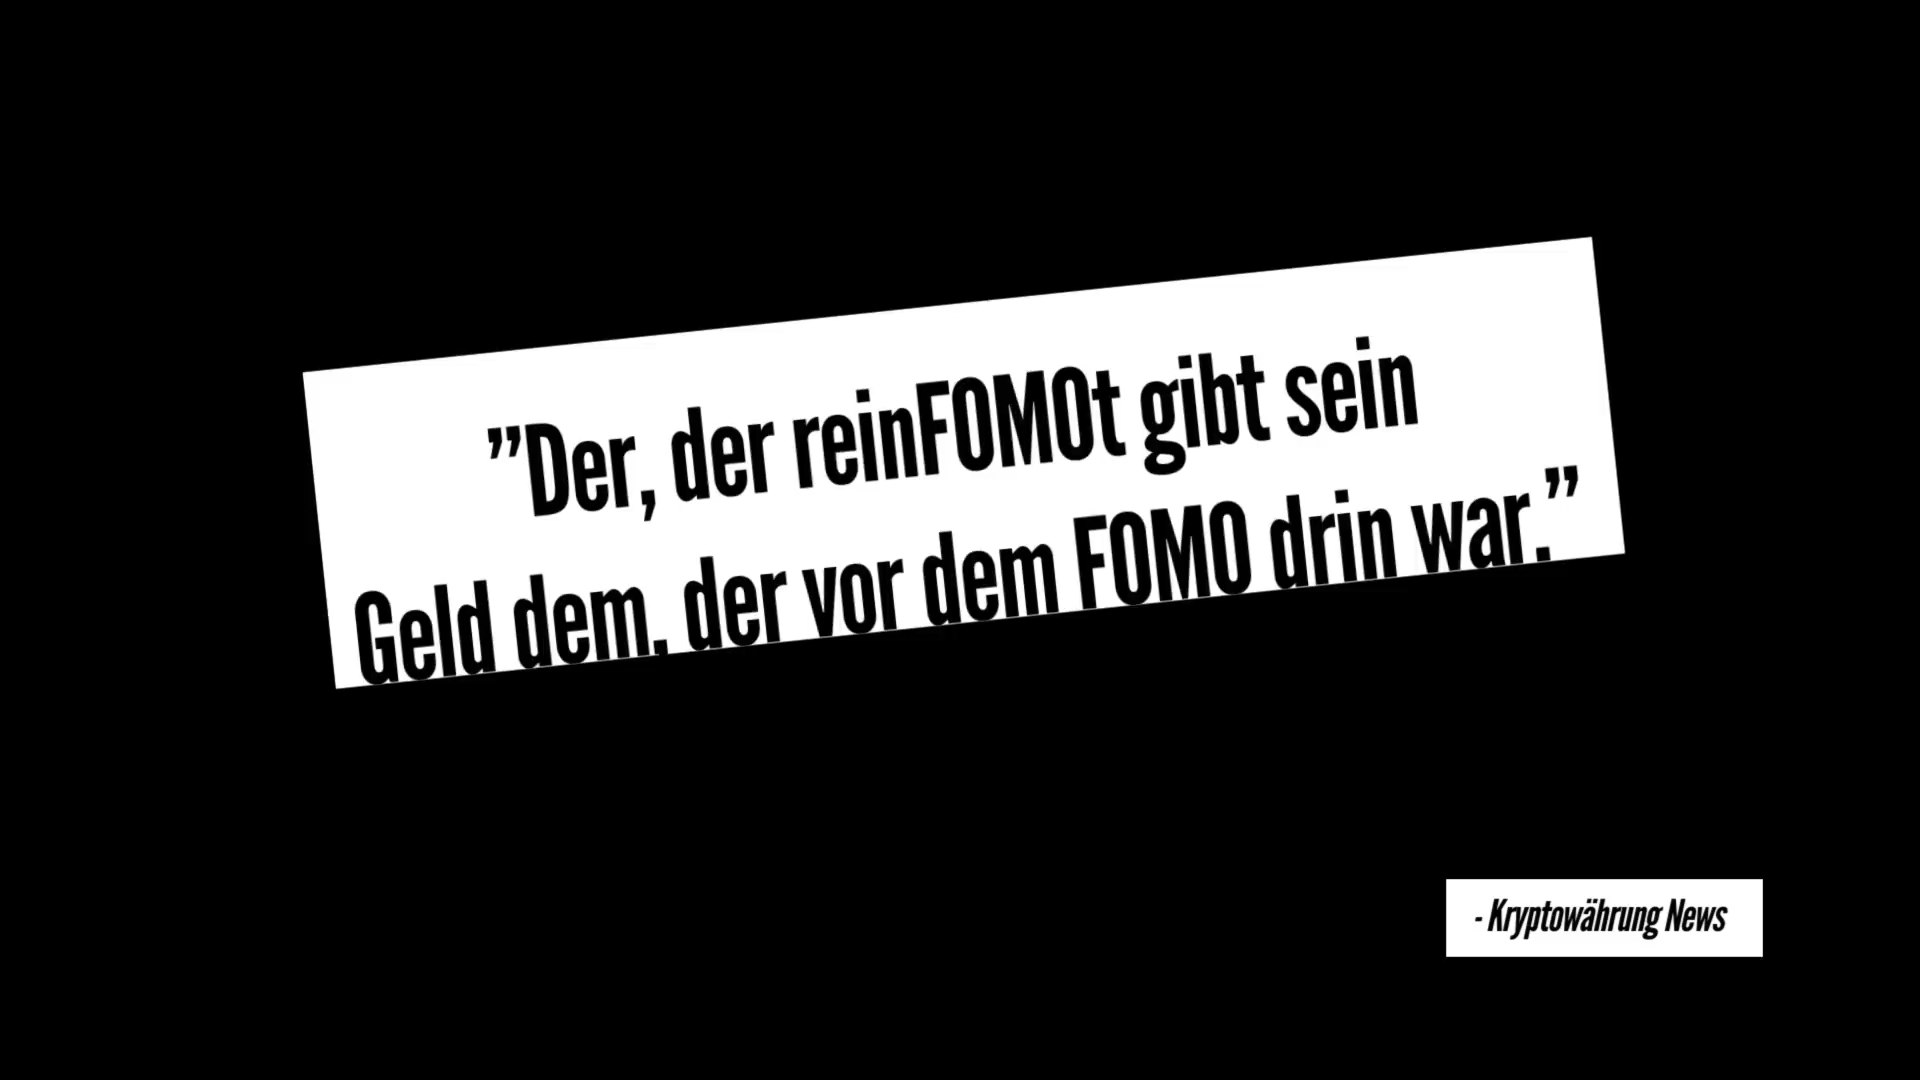 ”Der, der reinFOMOt gibt sein
Geld dem, der vor dem FOMO drin war.”
- Kryptowährung News